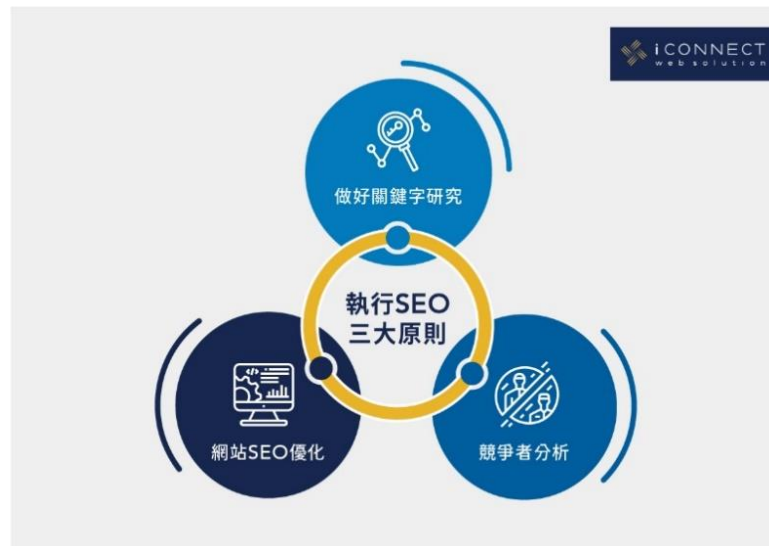 iCONNECT
web solution
做好關鍵字研究
執行SEO
三大原則
網站SEO優化
競爭者分析